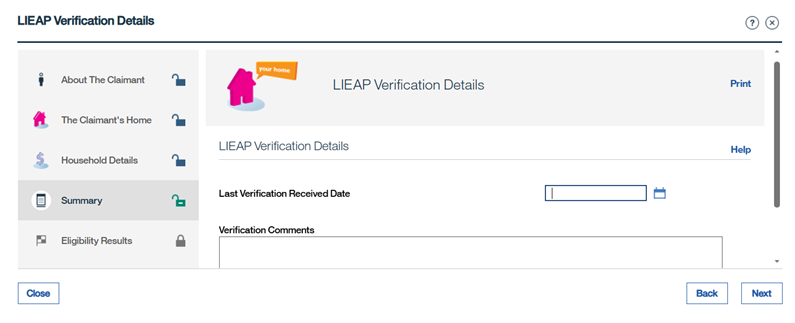 LIEAP Verification Details
?
About The Claimant
The Claimant's Home
Household Details
Summary
Eligibility Results
your home
LIEAP Verification Details
Print
LIEAP Verification Details
Help
Last Verification Received Date
Verification Comments
Close
Back
Next